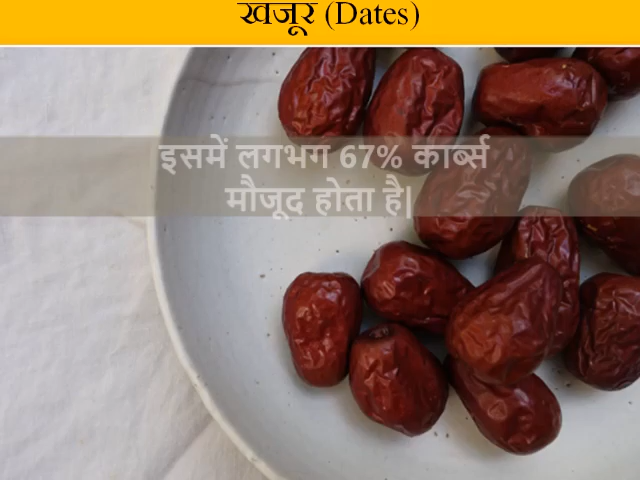 खजूर (Dates)
इसमें लगभग 67% कार्ब्स
मौजूद होता है|